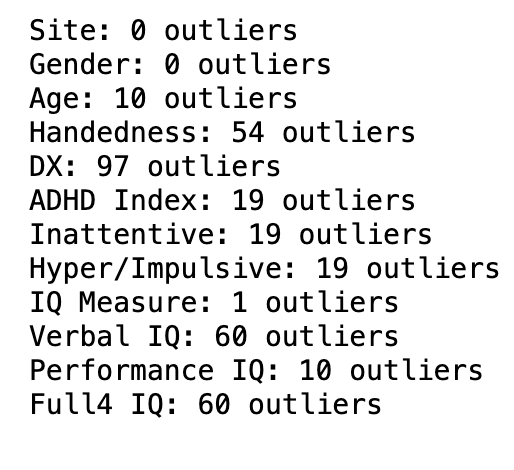 Site: 0 outliers
Gender: 0 outliers
Age: 10 outliers
Handedness: 54 outliers
DX: 97 outliers
ADHD Index: 19 outliers
Inattentive: 19 outliers
Hyper/Impulsive: 19 outliers
IQ Measure: 1 outliers
Verbal IQ: 60 outliers
Performance IQ: 10 outliers
Full4 IQ: 60 outliers